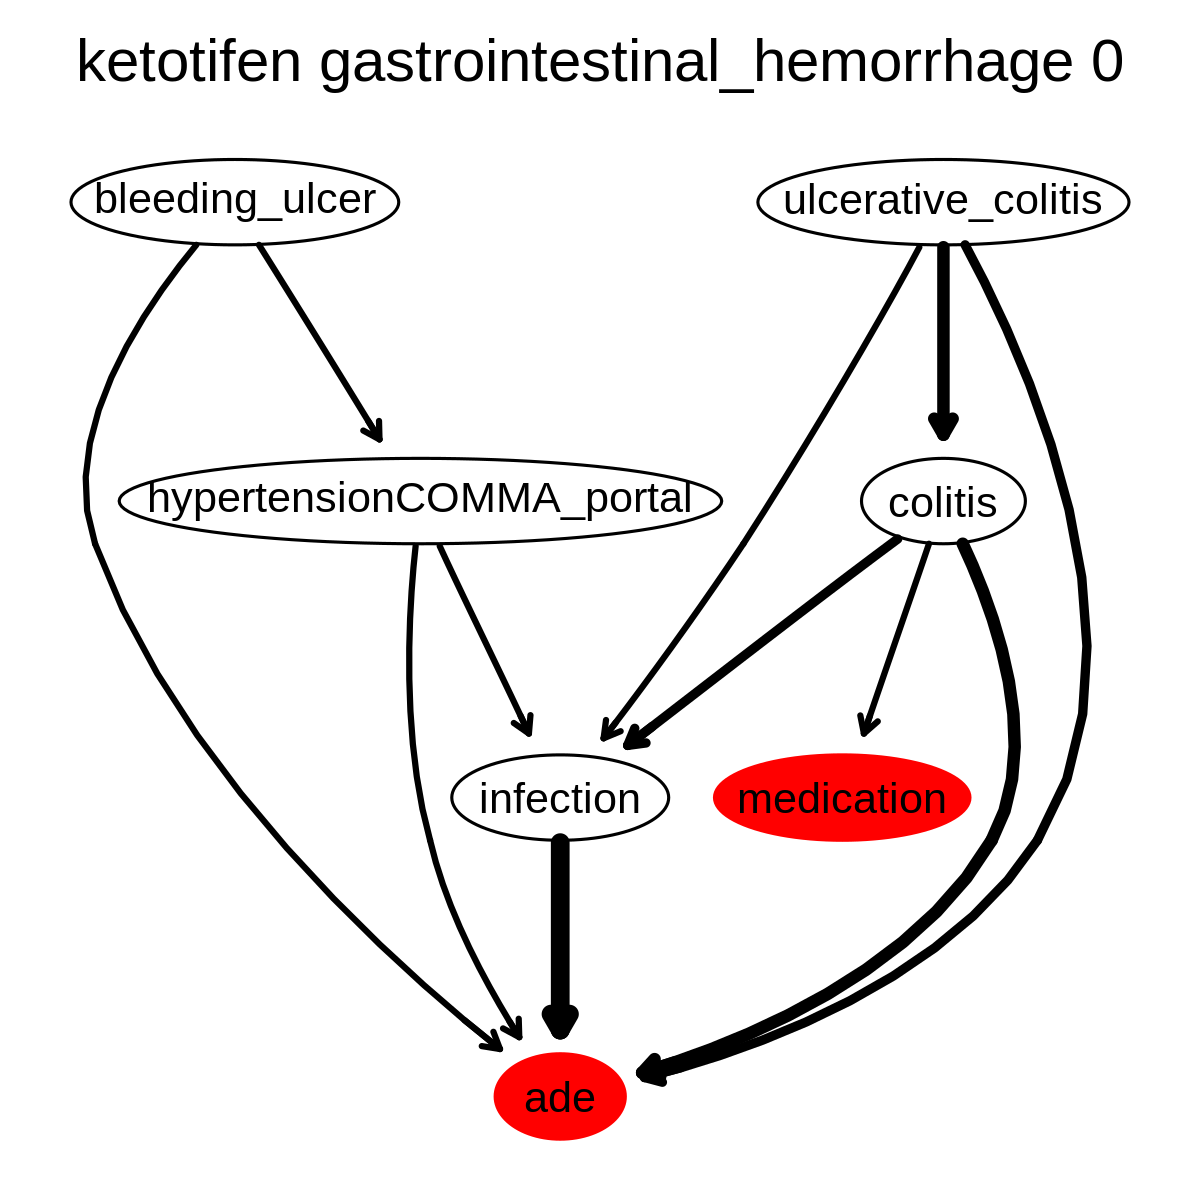 ketotifen gastrointestinal_hemorrhage 0
bleeding_ulcer
ulcerative_colitis
hypertensionCOMMA_portal
colitis
infection
medication
ade